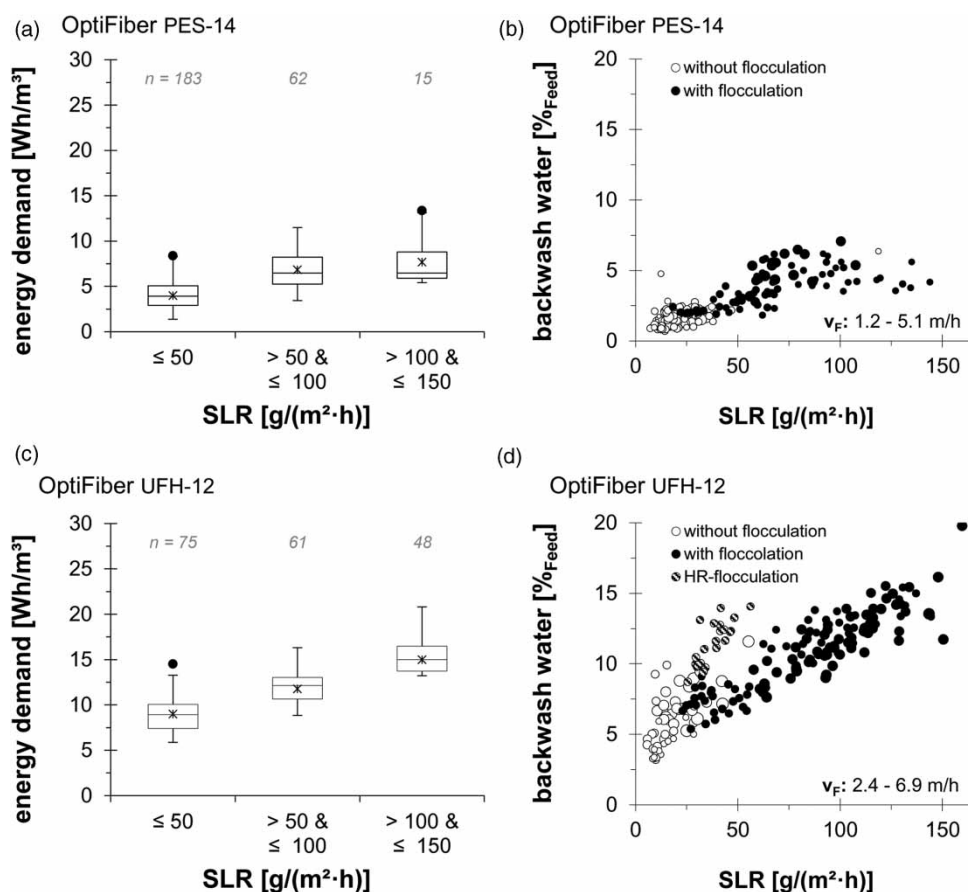 (a) OptiFiber PES-14
energy demand [Wh/m³]
30
25
20
15
10
5
0
n = 183
62
15
≤ 50
> 50 &
≤ 100
> 100 &
≤ 150
SLR [g/(m²·h)]
(b) OptiFiber PES-14
backwash water [%Feed]
20
15
10
5
0
without flocculation
with flocculation
vF: 1.2 - 5.1 m/h
0 50 100 150
SLR [g/(m²·h)]
(c)
OptiFiber UFH-12
energy demand [Wh/m³]
30
25
20
15
10
5
0
n = 75
61
48
≤ 50
> 50 &
≤ 100
> 100 &
≤ 150
SLR [g/(m²·h)]
(d)
OptiFiber UFH-12
backwash water [%Feed]
20
15
10
5
0
without flocculation
with floccolation
HR-flocculation
vF: 2.4 - 6.9 m/h
0 50 100 150
SLR [g/(m²·h)]